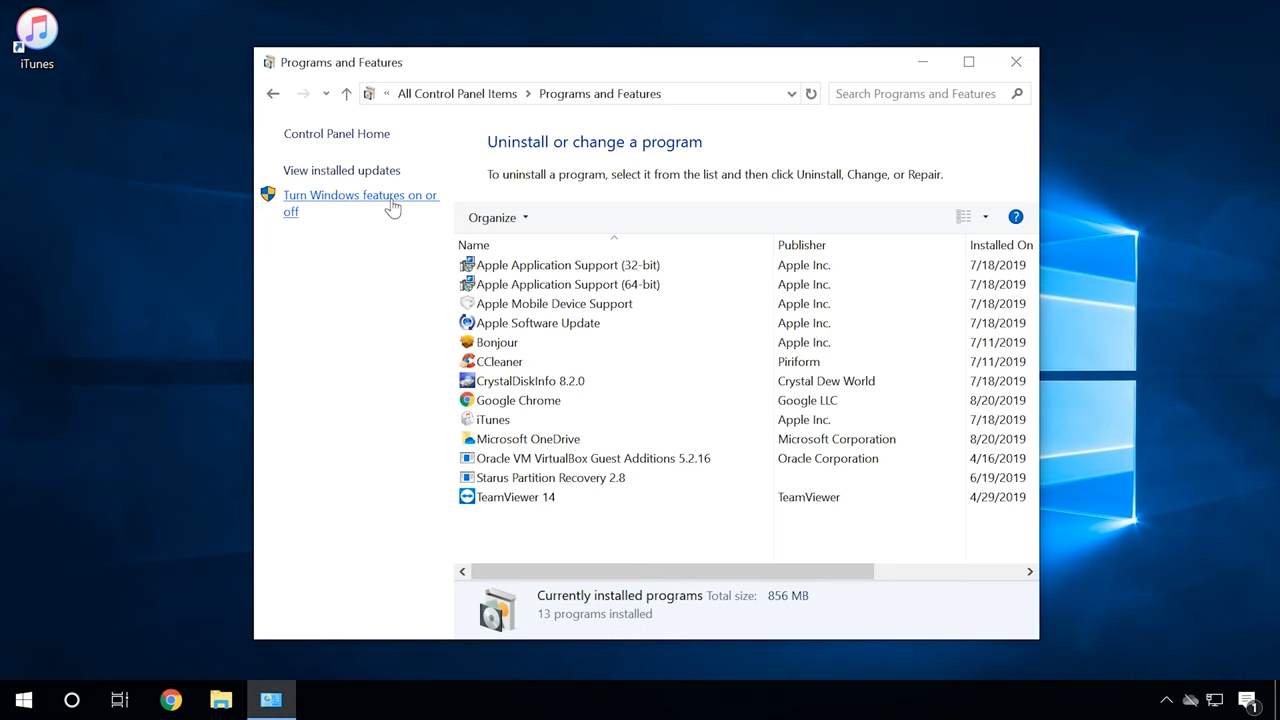 iTunes
Programs and Features
« All Control Panel Items > Programs and Features
Search Programs and Features
Control Panel Home
View installed updates
Turn Windows features on or
off
Uninstall or change a program
To uninstall a program, select it from the list and then click Uninstall, Change, or Repair.
Organize
?
Name Publisher Installed On
Apple Application Support (32-bit) Apple Inc. 7/18/2019
Apple Application Support (64-bit) Apple Inc. 7/18/2019
Apple Mobile Device Support Apple Inc. 7/18/2019
Apple Software Update Apple Inc. 7/18/2019
Bonjour Apple Inc. 7/11/2019
CCleaner Piriform 7/11/2019
CrystalDiskInfo 8.2.0 Crystal Dew World 7/18/2019
Google Chrome Google LLC 8/20/2019
iTunes Apple Inc. 7/18/2019
Microsoft OneDrive Microsoft Corporation 8/20/2019
Oracle VM VirtualBox Guest Additions 5.2.16 Oracle Corporation 4/16/2019
Starus Partition Recovery 2.8 6/19/2019
TeamViewer 14 TeamViewer 4/29/2019
Currently installed programs Total size: 856 MB
13 programs installed
1